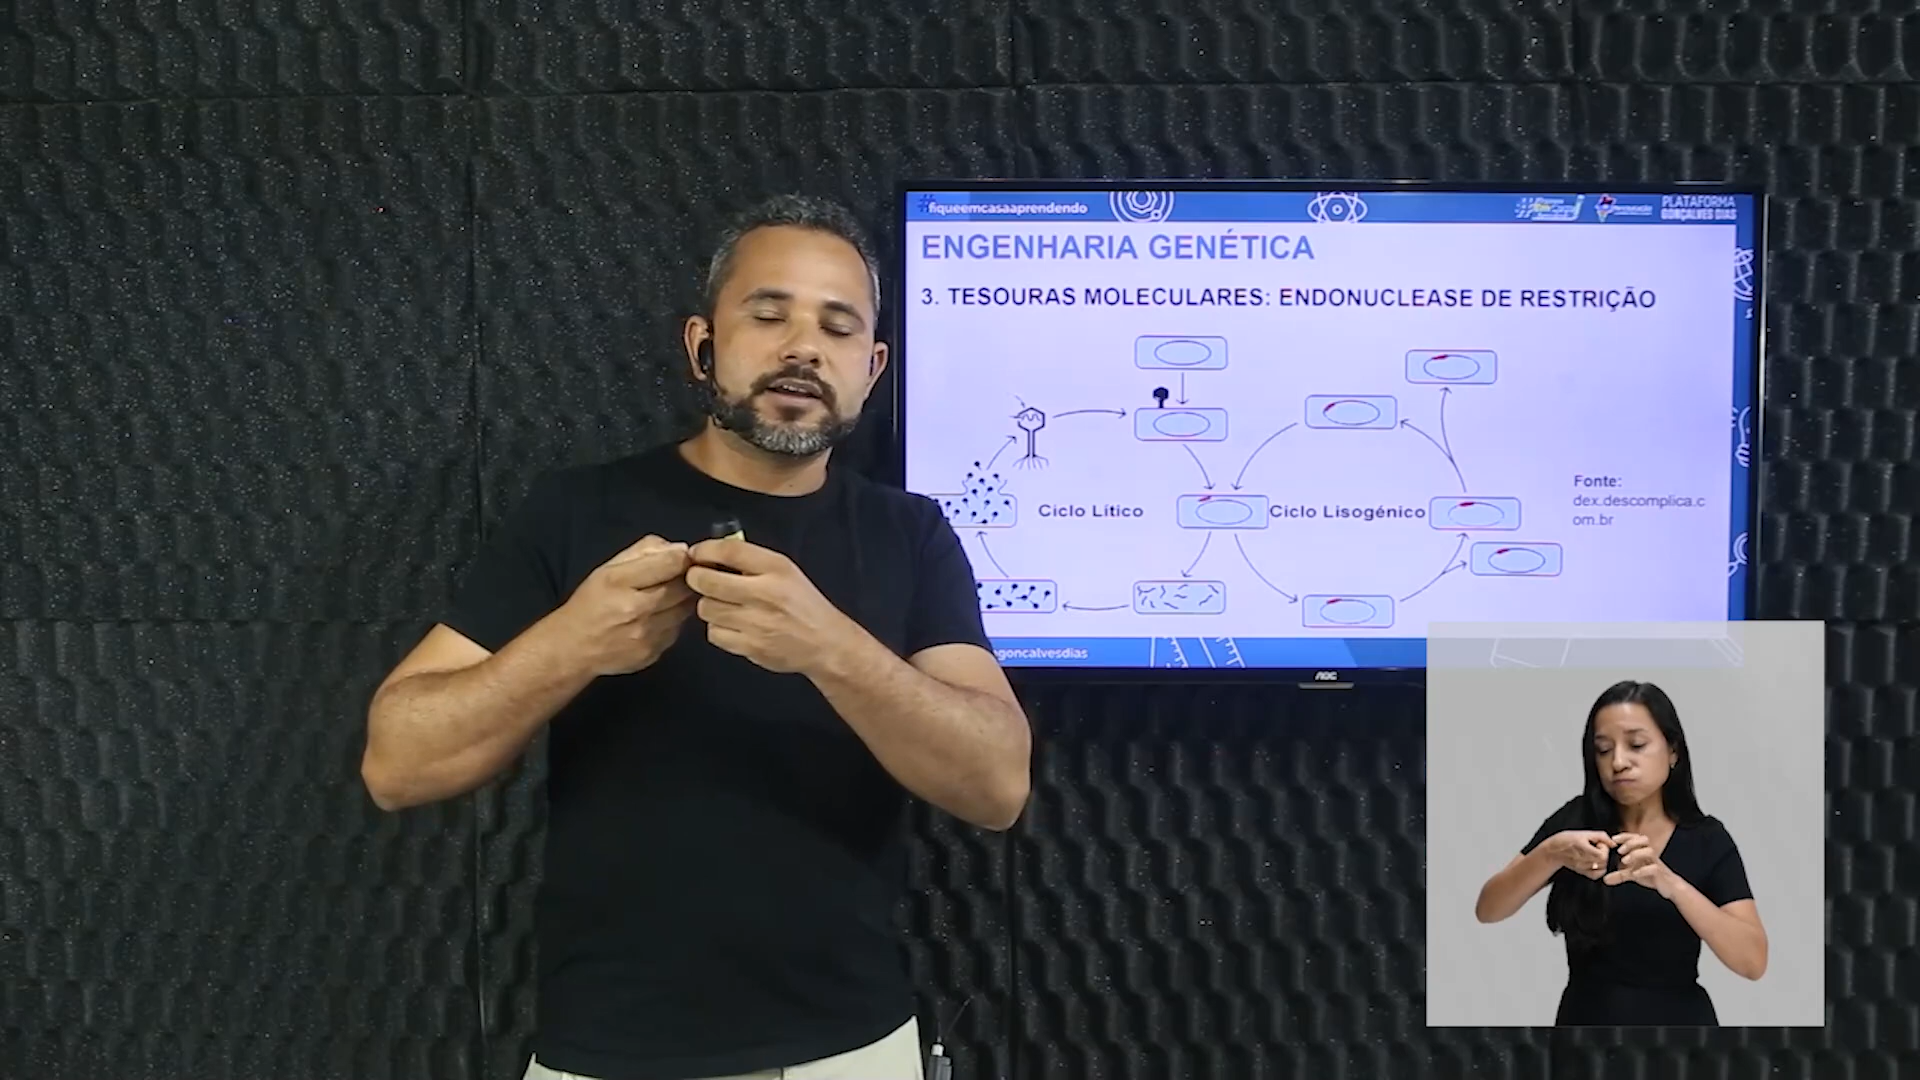 #fiqueemcasaaprendendo
PLATAFORMA
GONÇALVES DIAS
ENGENHARIA GENÉTICA
3. TESOURAS MOLECULARES: ENDONUCLEASE DE RESTRIÇÃO
Ciclo Lítico
Ciclo Lisogénico
Fonte:
dex.descomplica.c
om.br
goncalvesdias
AOC